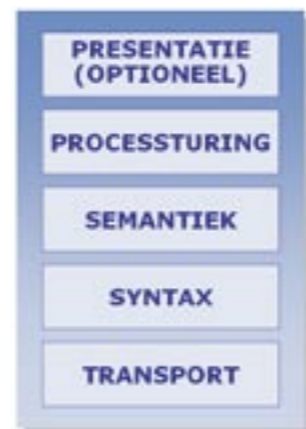 PRESENTATIE
(OPTIONEEL)
PROCESSTURING
SEMANTIEK
SYNTAX
TRANSPORT